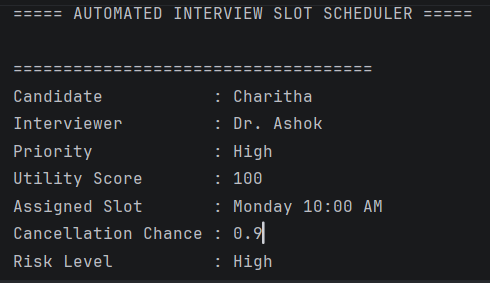 ===== AUTOMATED INTERVIEW SLOT SCHEDULER =====
====================================
Candidate : Charitha
Interviewer : Dr. Ashok
Priority : High
Utility Score : 100
Assigned Slot : Monday 10:00 AM
Cancellation Chance : 0.9
Risk Level : High